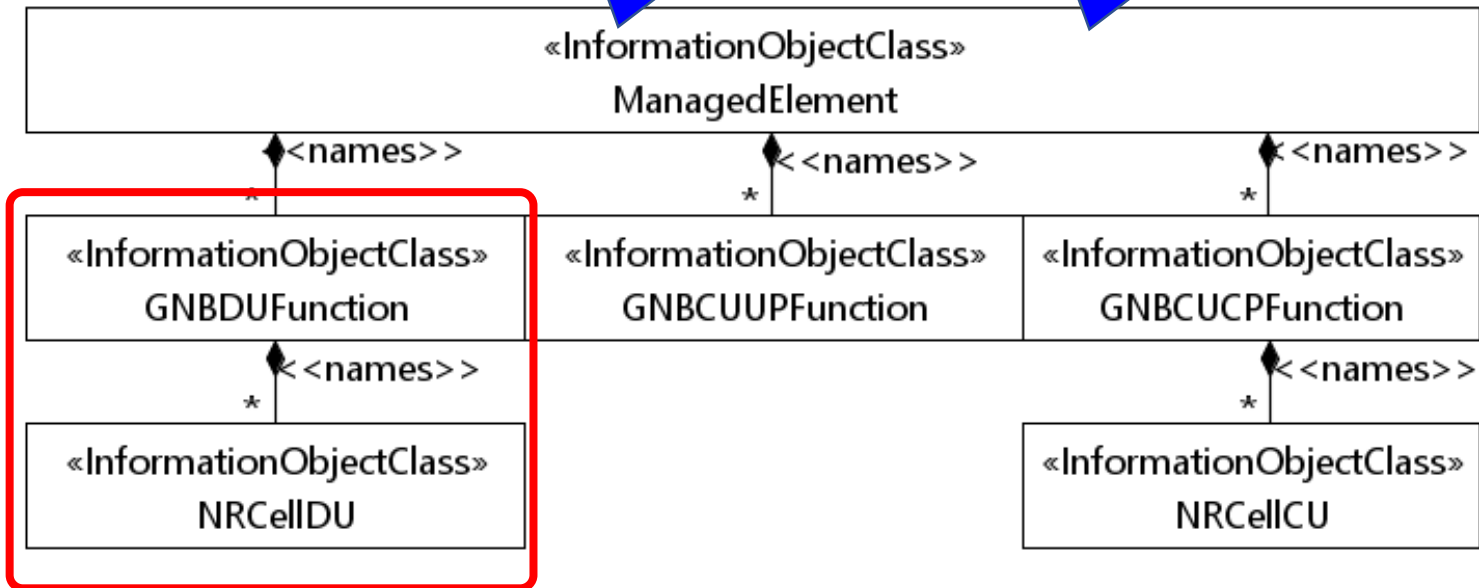 «InformationObjectClass»
ManagedElement
<names>>
<<names>>
<<names>>
*
*
*
«InformationObjectClass»
GNBDUFunction
«InformationObjectClass»
GNBCUUPFunction
«InformationObjectClass»
GNBCUCPFunction
<<names>>
<<names>>
*
*
«InformationObjectClass»
NRCellDU
«InformationObjectClass»
NRCellCU